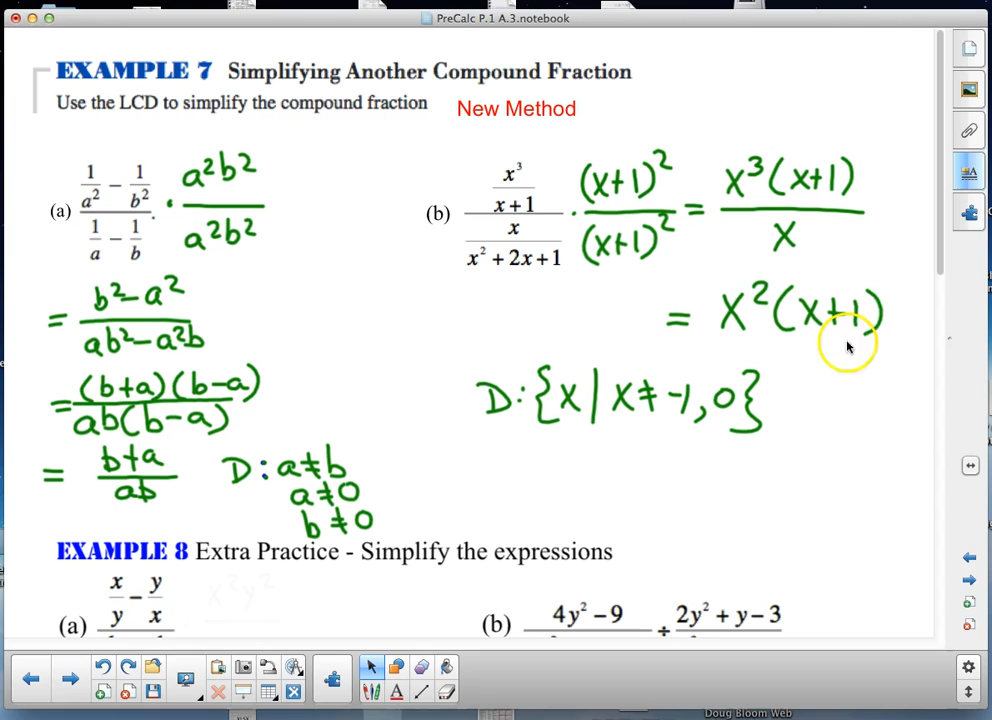 PreCalc P.1 A.3.notebook
EXAMPLE 7 Simplifying Another Compound Fraction
Use the LCD to simplify the compound fraction New Method
(a) (1/a² − 1/b²)/(1/a − 1/b) · a²b²/a²b²
= (b² − a²)/(ab² − a²b)
= (b+a)(b−a)/ab(b−a)
= (b+a)/ab D: a≠b
a≠0
b≠0
(b) (x³/(x+1))/(x/(x² + 2x + 1)) · (x+1)²/(x+1)² = x³(x+1)/x
= x²(x+1)
D: {x | x≠ −1, 0}
EXAMPLE 8 Extra Practice - Simplify the expressions
x²y²
(a) x/y − y/x
(b) 4y² − 9 ÷ 2y² + y − 3
Doug Bloom Web